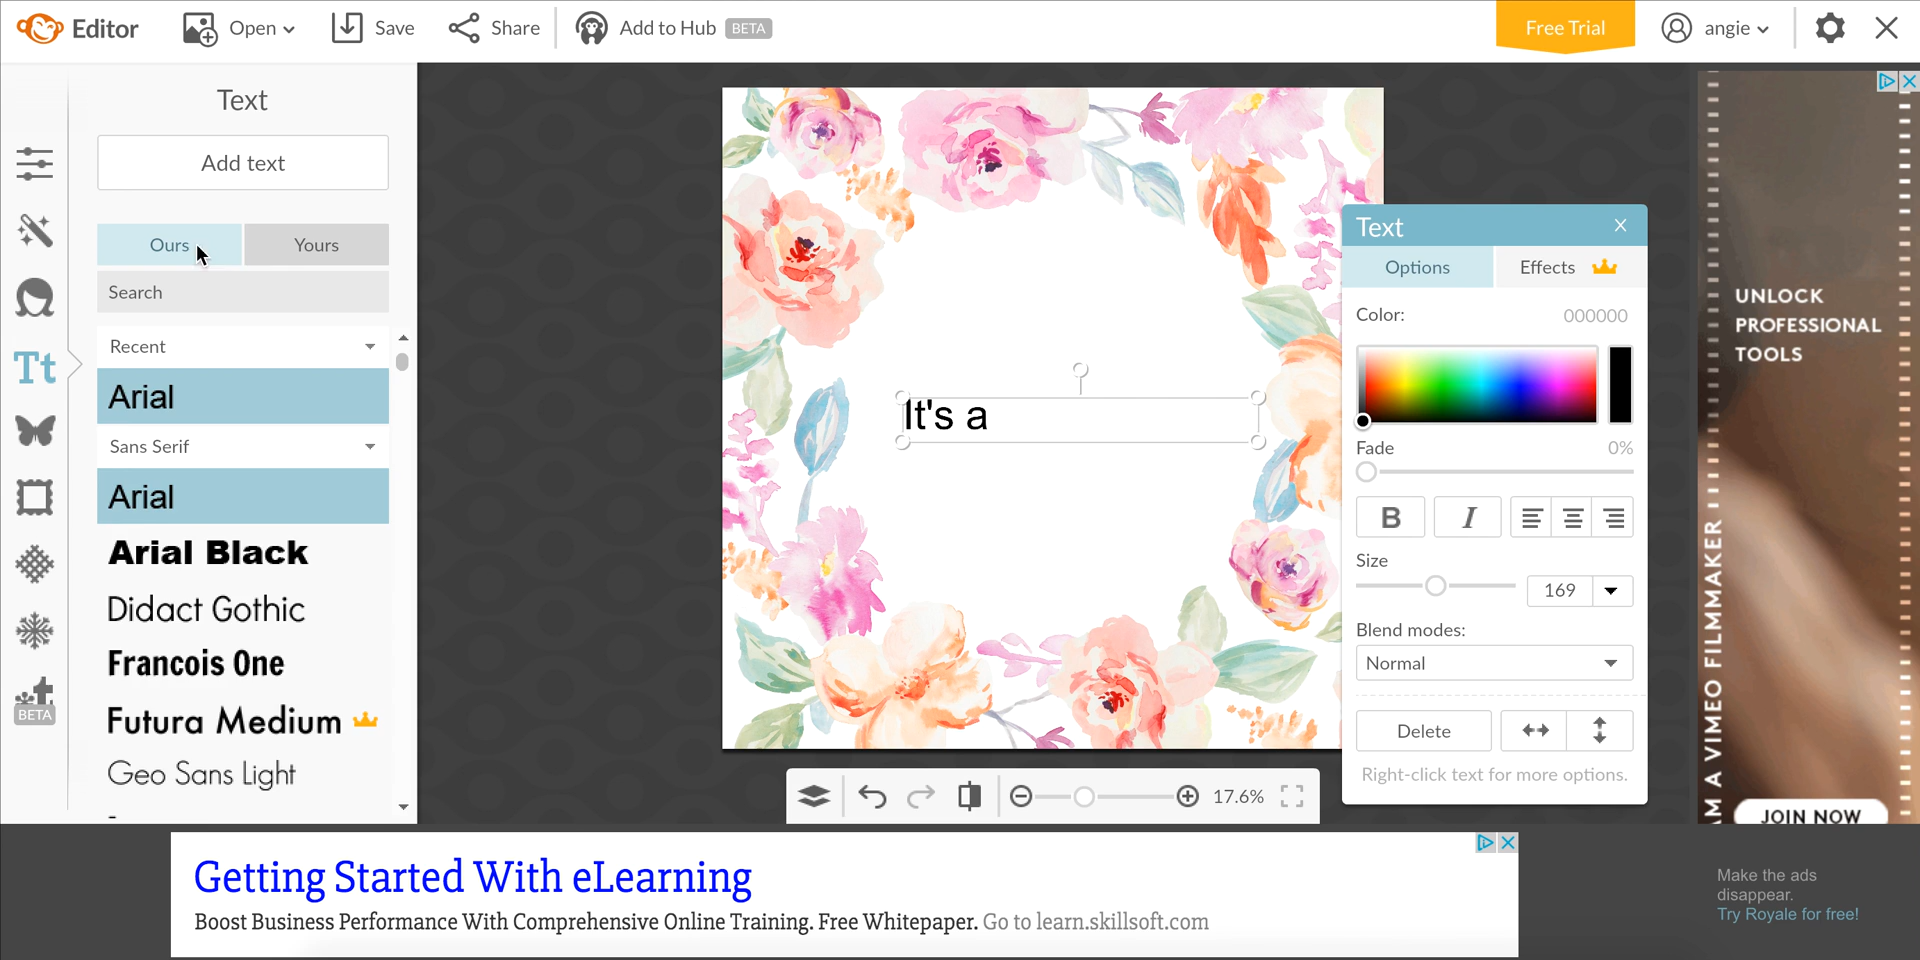 Editor
Open
Save
Share
Add to Hub BETA
Free Trial
angie
Text
Add text
Ours
Yours
Search
Recent
Arial
Sans Serif
Arial
Arial Black
Didact Gothic
Francois One
Futura Medium
Geo Sans Light
Tt
BETA
It's a
Text
Options
Effects
Color:
000000
Fade
0%
B
I
Size
169
Blend modes:
Normal
Delete
Right-click text for more options.
17.6%
UNLOCK
PROFESSIONAL
TOOLS
AM A VIMEO FILMMAKER
JOIN NOW
Getting Started With eLearning
Boost Business Performance With Comprehensive Online Training. Free Whitepaper. Go to learn.skillsoft.com
Make the ads
disappear.
Try Royale for free!